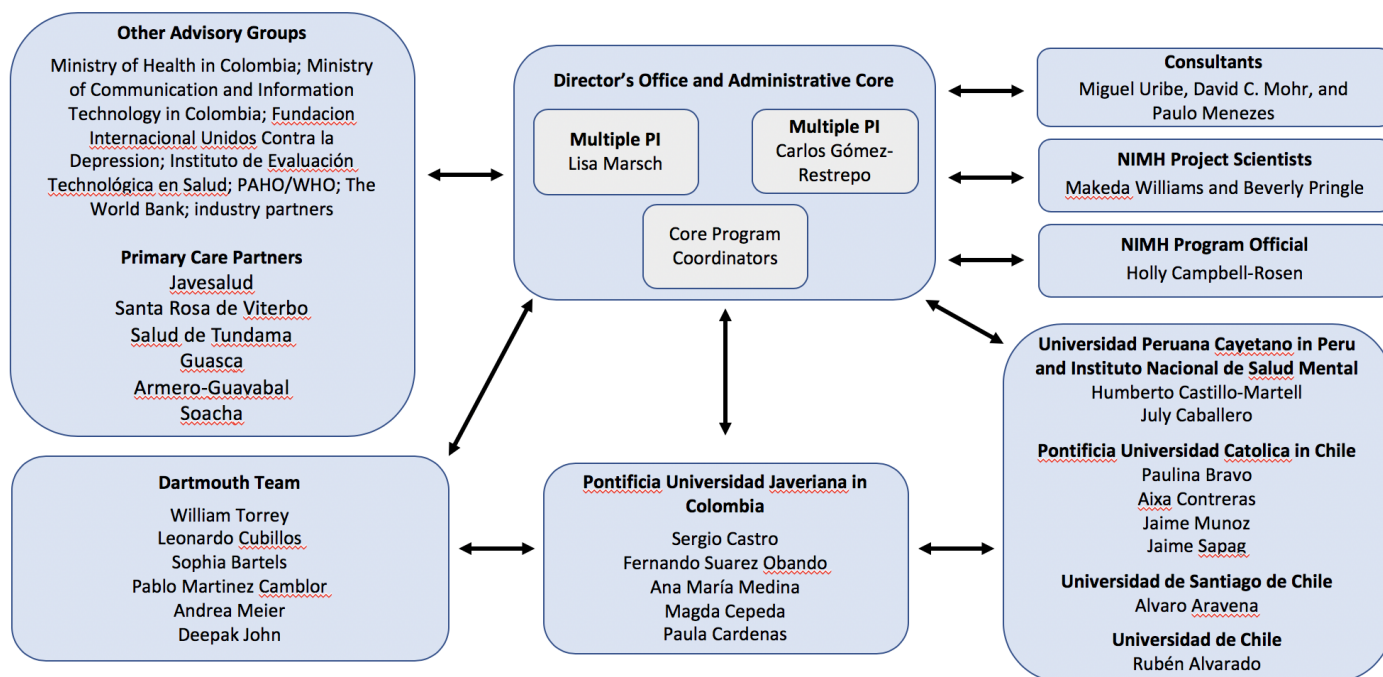 Other Advisory Groups
Ministry of Health in Colombia; Ministry
of Communication and Information
Technology in Colombia; Fundacion
Internacional Unidos Contra la
Depression; Instituto de Evaluación
Technológica en Salud; PAHO/WHO; The
World Bank; industry partners
Primary Care Partners
Javesalud
Santa Rosa de Viterbo
Salud de Tundama
Guasca
Armero-Guavabal
Soacha
Director's Office and Administrative Core
Multiple PI
Lisa Marsch
Multiple PI
Carlos Gómez-
Restrepo
Core Program
Coordinators
Consultants
Miguel Uribe, David C. Mohr, and
Paulo Menezes
NIMH Project Scientists
Makeda Williams and Beverly Pringle
NIMH Program Official
Holly Campbell-Rosen
Dartmouth Team
William Torrey
Leonardo Cubillos
Sophia Bartels
Pablo Martinez Camblor
Andrea Meier
Deepak John
Pontificia Universidad Javeriana in
Colombia
Sergio Castro
Fernando Suarez Obando
Ana María Medina
Magda Cepeda
Paula Cardenas
Universidad Peruana Cayetano in Peru
and Instituto Nacional de Salud Mental
Humberto Castillo-Martell
July Caballero
Pontificia Universidad Catolica in Chile
Paulina Bravo
Aixa Contreras
Jaime Munoz
Jaime Sapag
Universidad de Santiago de Chile
Alvaro Aravena
Universidad de Chile
Rubén Alvarado